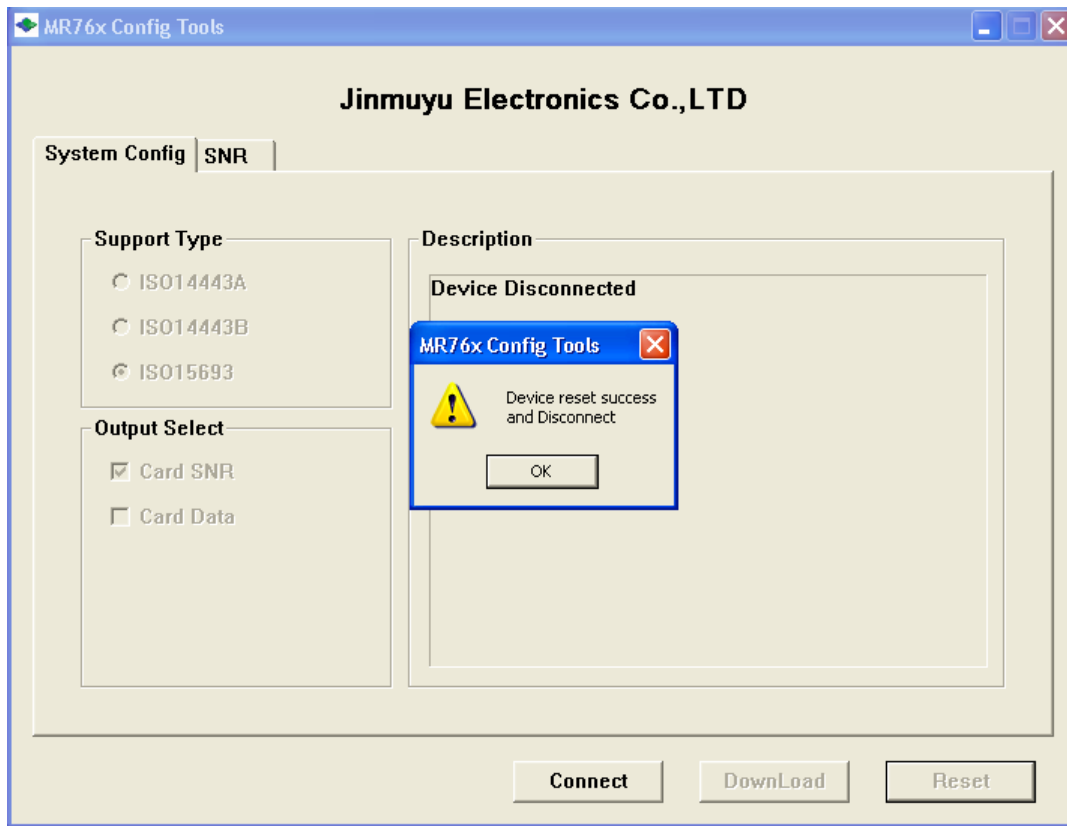 MR76x Config Tools
Jinmuyu Electronics Co.,LTD
System Config
SNR
Support Type
ISO14443A
ISO14443B
ISO15693
Output Select
Card SNR
Card Data
Description
Device Disconnected
MR76x Config Tools
Device reset success
and Disconnect
OK
Connect
DownLoad
Reset